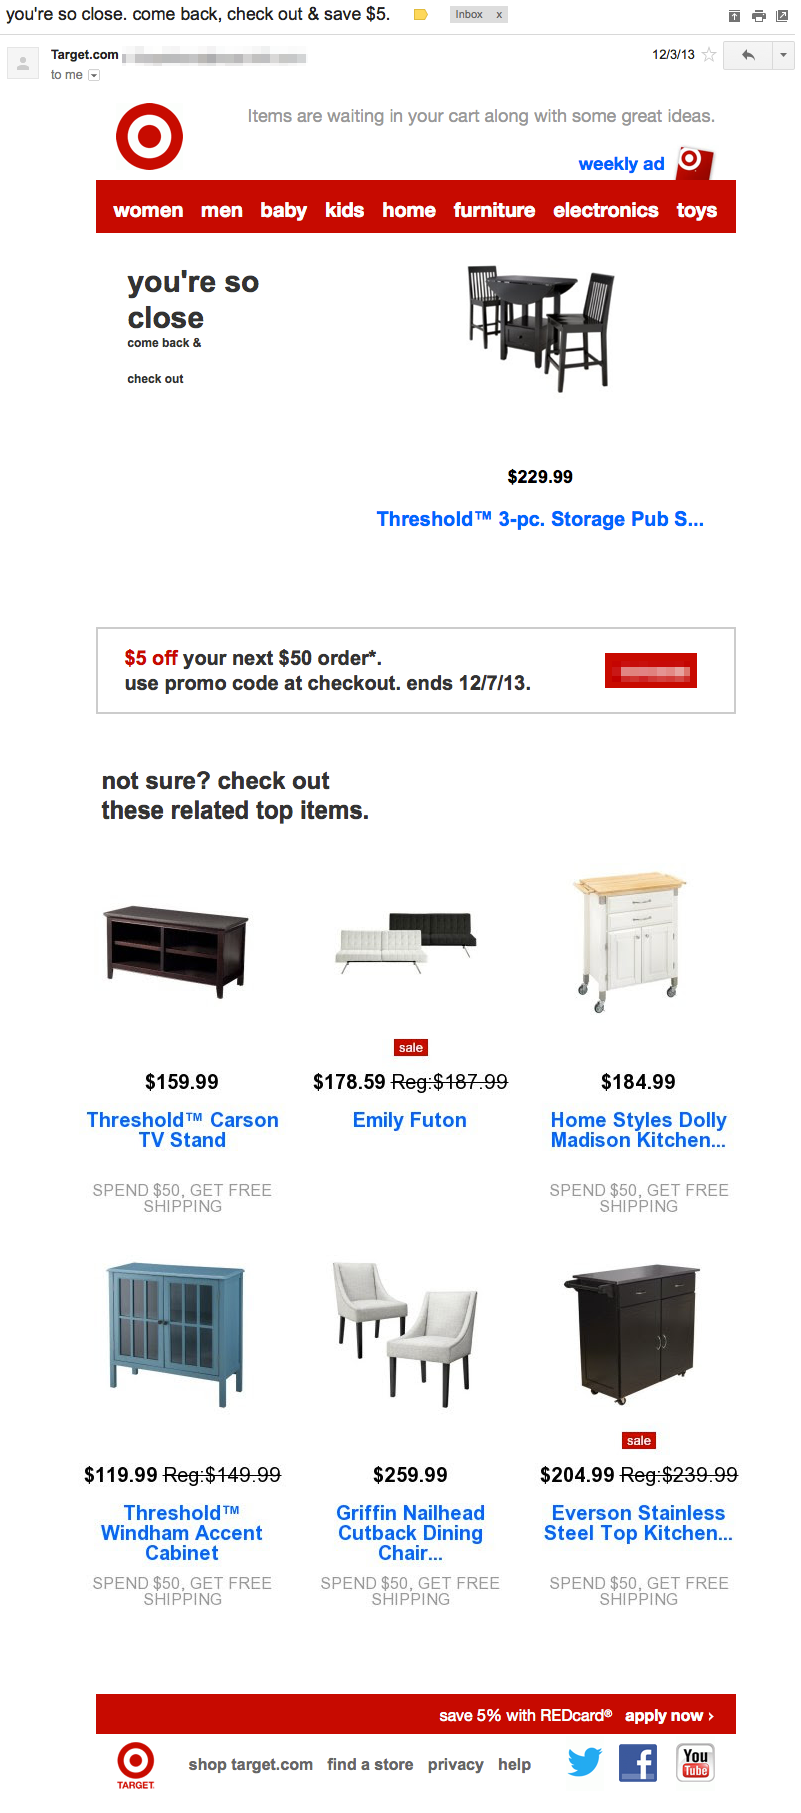 you're so close. come back, check out & save $5.
Inbox x
Target.com
12/3/13
to me
Items are waiting in your cart along with some great ideas.
weekly ad
women men baby kids home furniture electronics toys
you're so
close
come back &
check out
$229.99
Threshold™ 3-pc. Storage Pub S...
$5 off your next $50 order*.
use promo code at checkout. ends 12/7/13.
not sure? check out
these related top items.
sale
$159.99 $178.59 Reg:$187.99 $184.99
Threshold™ Carson Emily Futon Home Styles Dolly
TV Stand Madison Kitchen...
SPEND $50, GET FREE SPEND $50, GET FREE
SHIPPING SHIPPING
sale
$119.99 Reg:$149.99 $259.99 $204.99 Reg:$239.99
Threshold™ Griffin Nailhead Everson Stainless
Windham Accent Cutback Dining Steel Top Kitchen...
Cabinet Chair...
SPEND $50, GET FREE SPEND $50, GET FREE SPEND $50, GET FREE
SHIPPING SHIPPING SHIPPING
save 5% with REDcard® apply now ›
TARGET. shop target.com find a store privacy help f You Tube